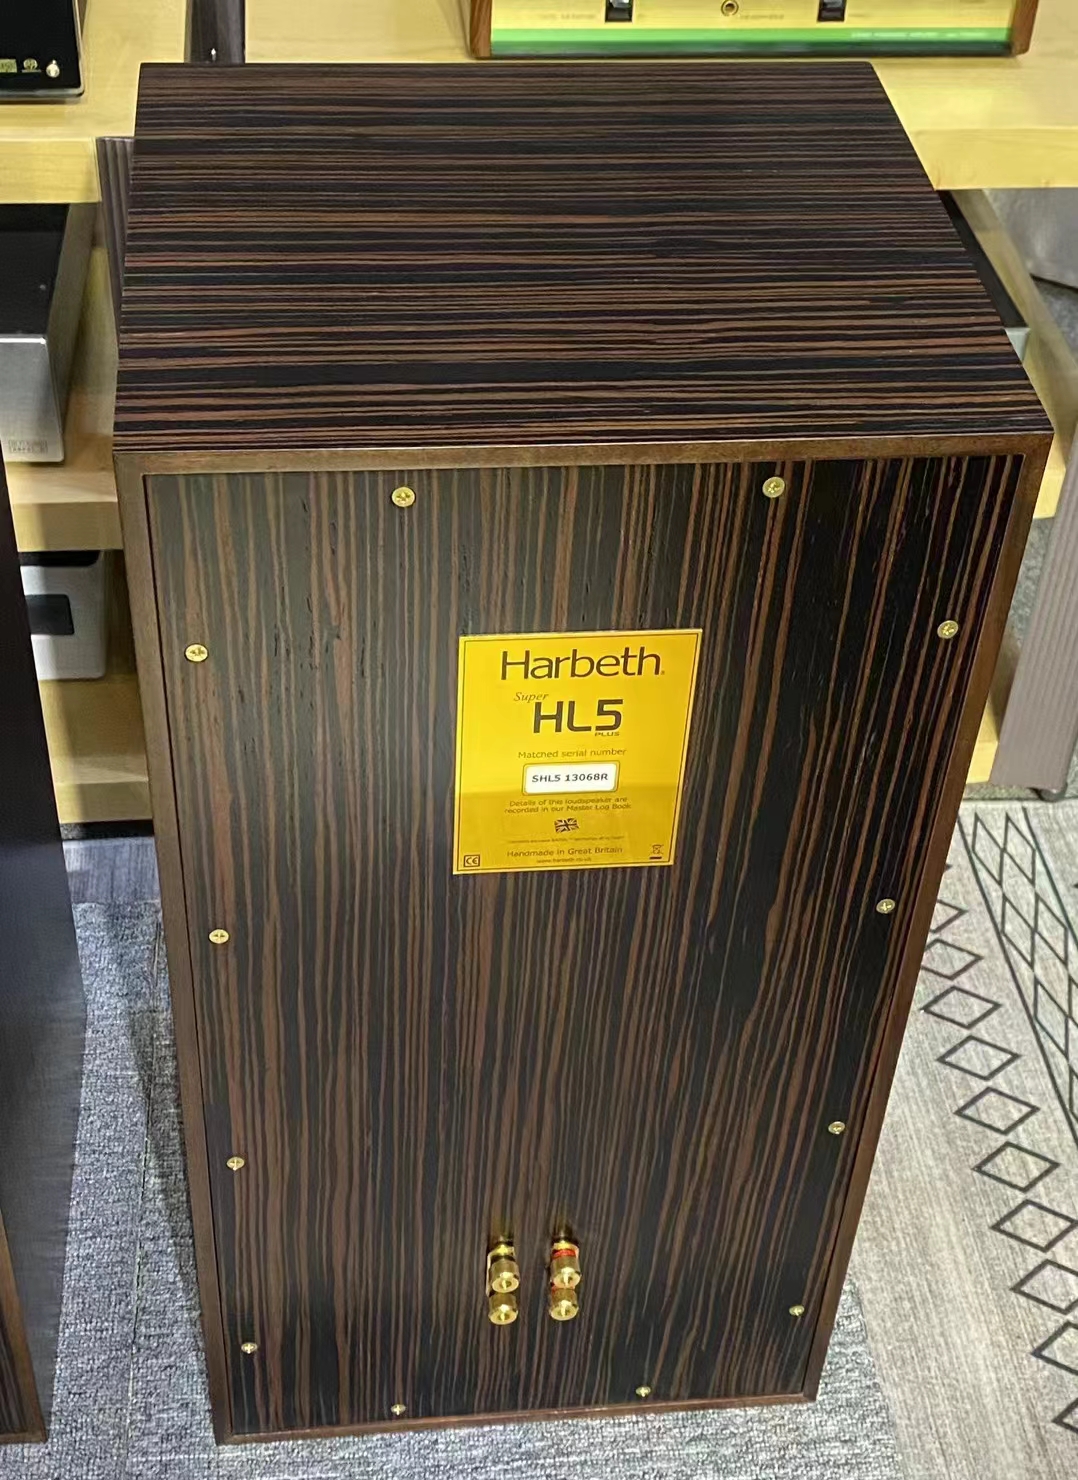 Harbeth
Super
HL5
PLUS
Matched serial number
SHL5 13068R
Details of this loudspeaker are
recorded in our Master Log Book
Handmade in Great Britain
www.harbeth.co.uk
CE